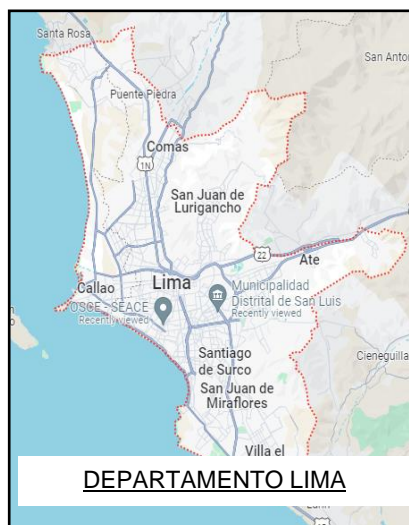 Santa Rosa
San Anton
Puente Piedra
Comas
1N
San Juan de
Lurigancho
22
Ate
Lima
Callao
Municipalidad
Distrital de San Luis
Recently viewed
OSCE - SEACE
Recently viewed
Cieneguilla
Santiago
de Surco
San Juan de
Miraflores
Villa el
DEPARTAMENTO LIMA